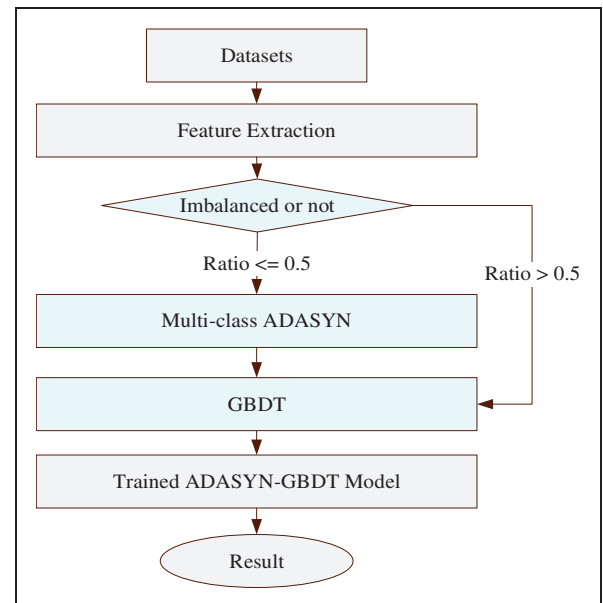 Datasets
Feature Extraction
Imbalanced or not
Ratio <= 0.5
Ratio > 0.5
Multi-class ADASYN
GBDT
Trained ADASYN-GBDT Model
Result